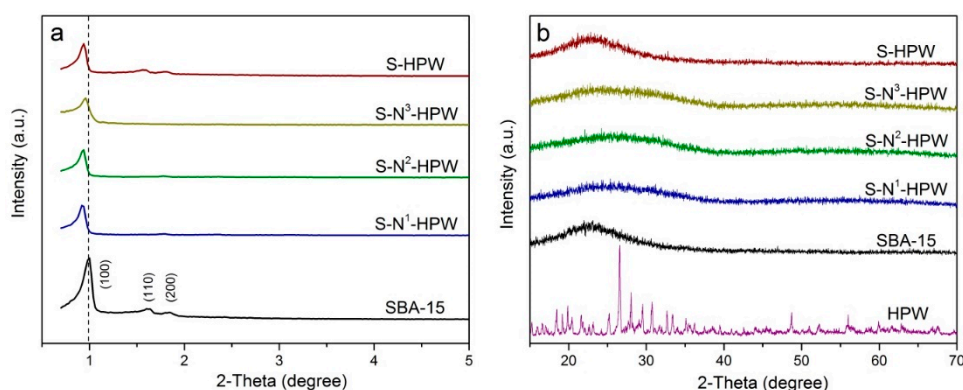 a
S-HPW
S-N³-HPW
S-N²-HPW
S-N¹-HPW
(100)
(110)
(200)
SBA-15
Intensity (a.u.)
1
2
3
4
5
2-Theta (degree)
b
S-HPW
S-N³-HPW
S-N²-HPW
S-N¹-HPW
SBA-15
HPW
Intensity (a.u.)
20
30
40
50
60
70
2-Theta (degree)